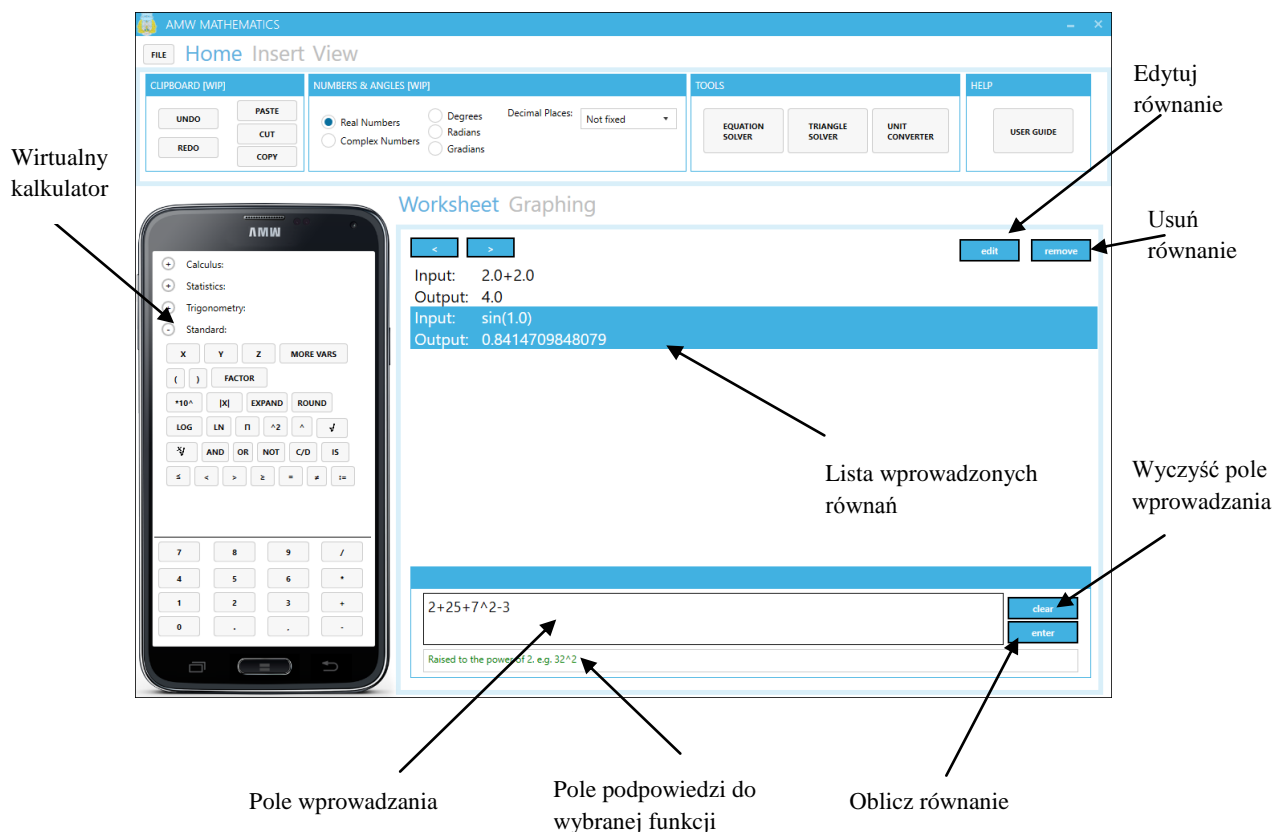 AMW MATHEMATICS
FILE Home Insert View
CLIPBOARD [WIP]
UNDO
REDO
PASTE
CUT
COPY
NUMBERS & ANGLES [WIP]
Real Numbers
Complex Numbers
Degrees
Radians
Gradians
Decimal Places: Not fixed
TOOLS
EQUATION
SOLVER
TRIANGLE
SOLVER
UNIT
CONVERTER
HELP
USER GUIDE
Edytuj
równanie
Wirtualny
kalkulator
Usuń
równanie
AMW
+ Calculus:
+ Statistics:
+ Trigonometry:
- Standard:
X Y Z MORE VARS
( ) FACTOR
*10^ |X| EXPAND ROUND
LOG LN Π ^2 ^ √
ˣ√ AND OR NOT C/D IS
≤ < > ≥ = ≠ :=
7 8 9 /
4 5 6 *
1 2 3 +
0 . , -
Worksheet Graphing
< > edit remove
Input: 2.0+2.0
Output: 4.0
Input: sin(1.0)
Output: 0.8414709848079
Lista wprowadzonych
równań
Wyczyść pole
wprowadzania
2+25+7^2-3
clear
enter
Raised to the power of 2. e.g. 32^2
Pole wprowadzania
Pole podpowiedzi do
wybranej funkcji
Oblicz równanie